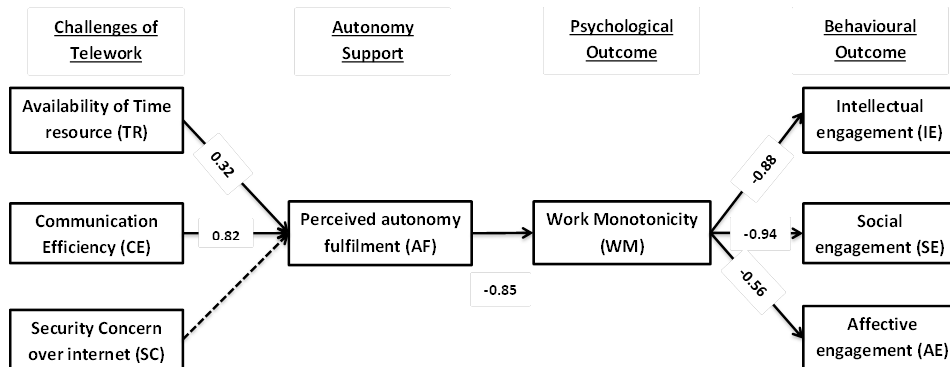 Challenges of
Telework
Autonomy
Support
Psychological
Outcome
Behavioural
Outcome
Availability of Time
resource (TR)
Intellectual
engagement (IE)
0.32
-0.88
Communication
Efficiency (CE)
0.82
Perceived autonomy
fulfilment (AF)
-0.85
Work Monotonicity
(WM)
-0.94
Social
engagement (SE)
-0.56
Security Concern
over internet (SC)
Affective
engagement (AE)